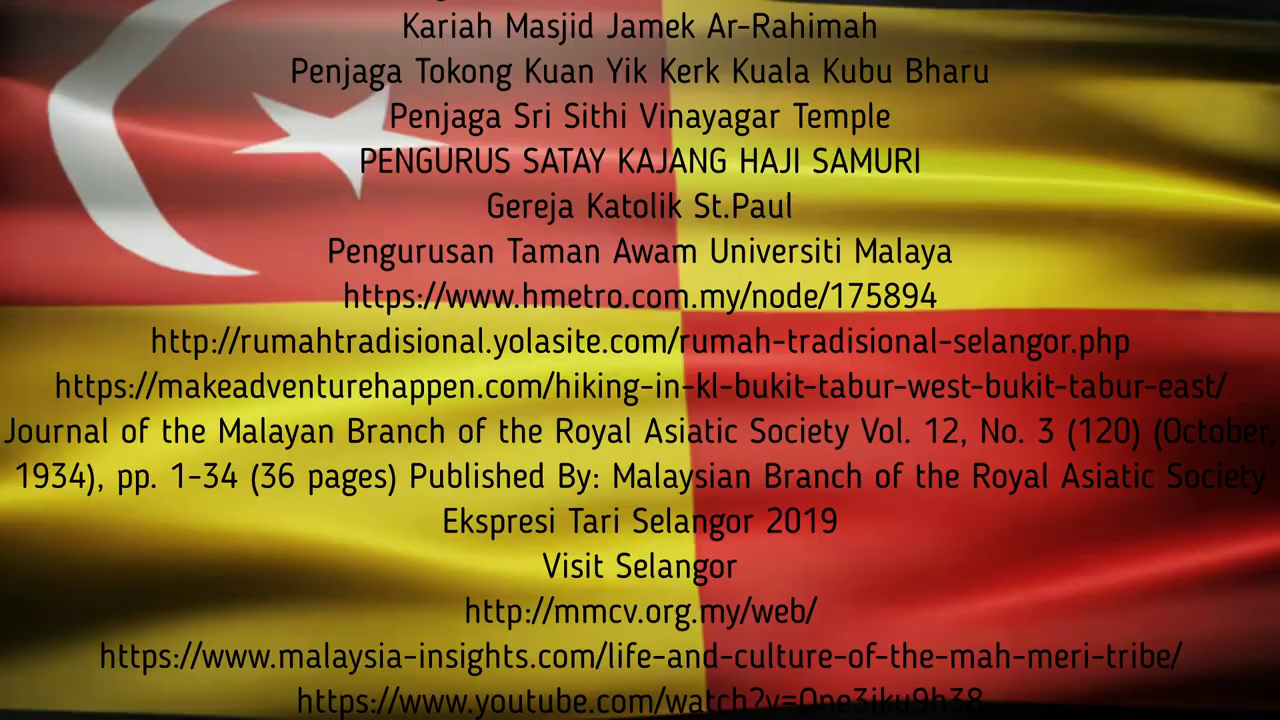 Kariah Masjid Jamek Ar-Rahimah
Penjaga Tokong Kuan Yik Kerk Kuala Kubu Bharu
Penjaga Sri Sithi Vinayagar Temple
PENGURUS SATAY KAJANG HAJI SAMURI
Gereja Katolik St.Paul
Pengurusan Taman Awam Universiti Malaya
https://www.hmetro.com.my/node/175894
http://rumahtradisional.yolasite.com/rumah-tradisional-selangor.php
https://makeadventurehappen.com/hiking-in-kl-bukit-tabur-west-bukit-tabur-east/
Journal of the Malayan Branch of the Royal Asiatic Society Vol. 12, No. 3 (120) (October,
1934), pp. 1-34 (36 pages) Published By: Malaysian Branch of the Royal Asiatic Society
Ekspresi Tari Selangor 2019
Visit Selangor
http://mmcv.org.my/web/
https://www.malaysia-insights.com/life-and-culture-of-the-mah-meri-tribe/